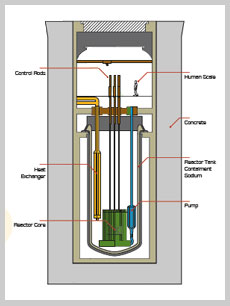 Control Rods
Human Scale
Concrete
Heat
Exchanger
Reactor Tank
Containment
Sodium
Pump
Reactor Core